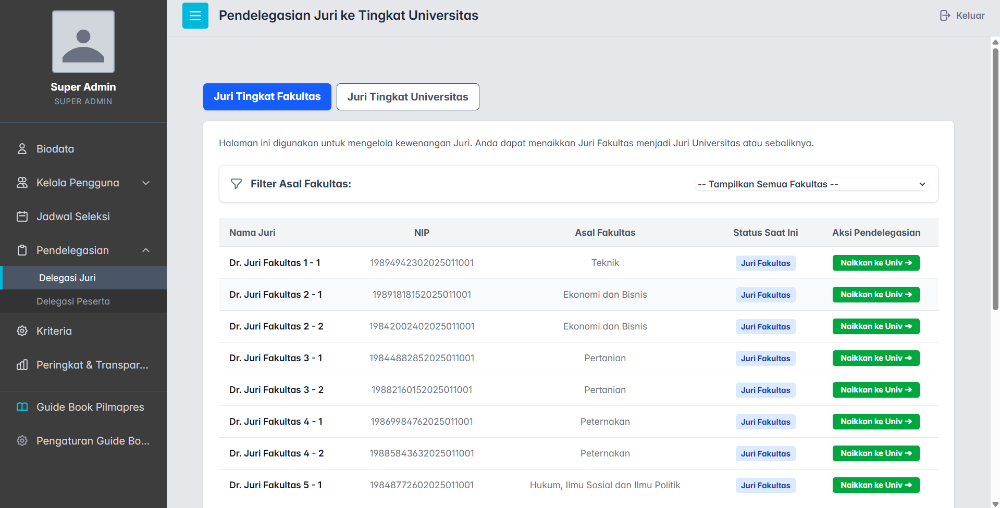 Super Admin
SUPER ADMIN
Biodata
Kelola Pengguna
Jadwal Seleksi
Pendelegasian
Delegasi Juri
Delegasi Peserta
Kriteria
Peringkat & Transpar...
Guide Book Pilmapres
Pengaturan Guide Bo...
Pendelegasian Juri ke Tingkat Universitas
Keluar
Juri Tingkat Fakultas
Juri Tingkat Universitas
Halaman ini digunakan untuk mengelola kewenangan Juri. Anda dapat menaikkan Juri Fakultas menjadi Juri Universitas atau sebaliknya.
Filter Asal Fakultas:
-- Tampilkan Semua Fakultas --
Nama Juri NIP Asal Fakultas Status Saat Ini Aksi Pendelegasian
Dr. Juri Fakultas 1 - 1 19894942302025011001 Teknik Juri Fakultas Naikkan ke Univ ➔
Dr. Juri Fakultas 2 - 1 19891818152025011001 Ekonomi dan Bisnis Juri Fakultas Naikkan ke Univ ➔
Dr. Juri Fakultas 2 - 2 19842002402025011001 Ekonomi dan Bisnis Juri Fakultas Naikkan ke Univ ➔
Dr. Juri Fakultas 3 - 1 19844882852025011001 Pertanian Juri Fakultas Naikkan ke Univ ➔
Dr. Juri Fakultas 3 - 2 19882160152025011001 Pertanian Juri Fakultas Naikkan ke Univ ➔
Dr. Juri Fakultas 4 - 1 19869984762025011001 Peternakan Juri Fakultas Naikkan ke Univ ➔
Dr. Juri Fakultas 4 - 2 19885843632025011001 Peternakan Juri Fakultas Naikkan ke Univ ➔
Dr. Juri Fakultas 5 - 1 19848772602025011001 Hukum, Ilmu Sosial dan Ilmu Politik Juri Fakultas Naikkan ke Univ ➔